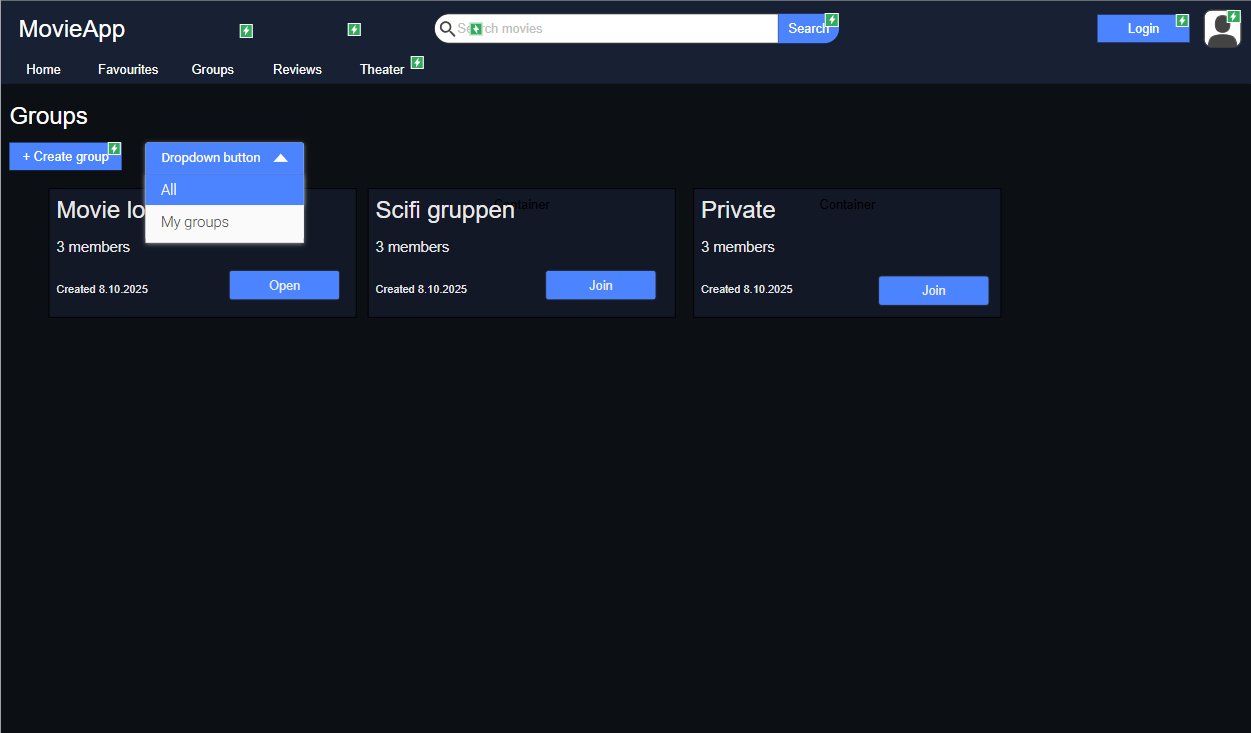 MovieApp
Search movies
Search
Login
Home
Favourites
Groups
Reviews
Theater
Groups
+ Create group
Dropdown button
All
My groups
Movie lo
3 members
Created 8.10.2025
Open
Container
Scifi gruppen
3 members
Created 8.10.2025
Join
Container
Private
3 members
Created 8.10.2025
Join